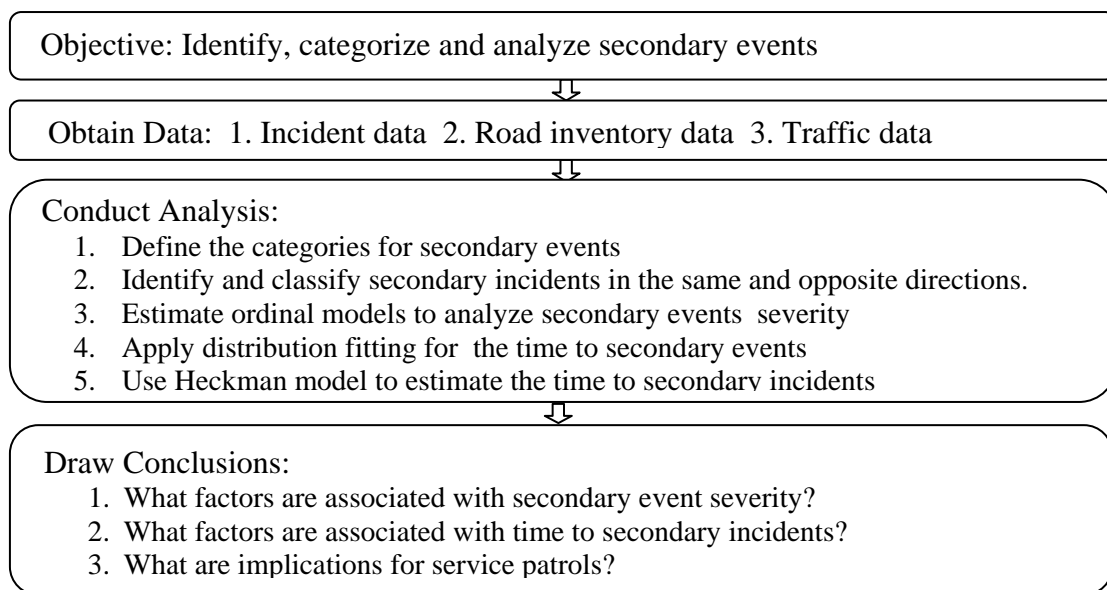 Objective: Identify, categorize and analyze secondary events
Obtain Data: 1. Incident data 2. Road inventory data 3. Traffic data
Conduct Analysis:
1. Define the categories for secondary events
2. Identify and classify secondary incidents in the same and opposite directions.
3. Estimate ordinal models to analyze secondary events severity
4. Apply distribution fitting for the time to secondary events
5. Use Heckman model to estimate the time to secondary incidents
Draw Conclusions:
1. What factors are associated with secondary event severity?
2. What factors are associated with time to secondary incidents?
3. What are implications for service patrols?